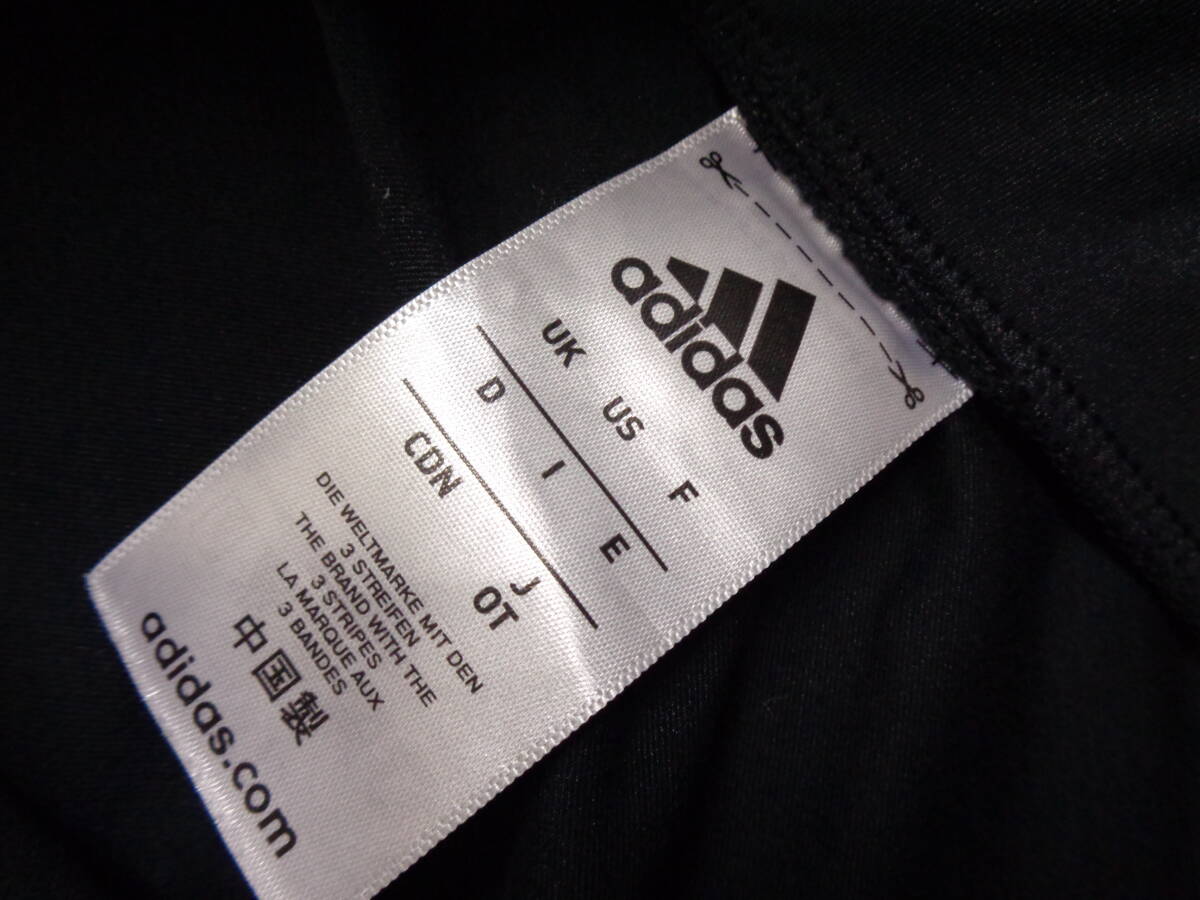 adidas
UK US F
D I E
CDN J
OT
DIE WELTMARKE MIT DEN
3 STREIFEN
THE BRAND WITH THE
3 STRIPES
LA MARQUE AUX
3 BANDES
中国製
adidas.com